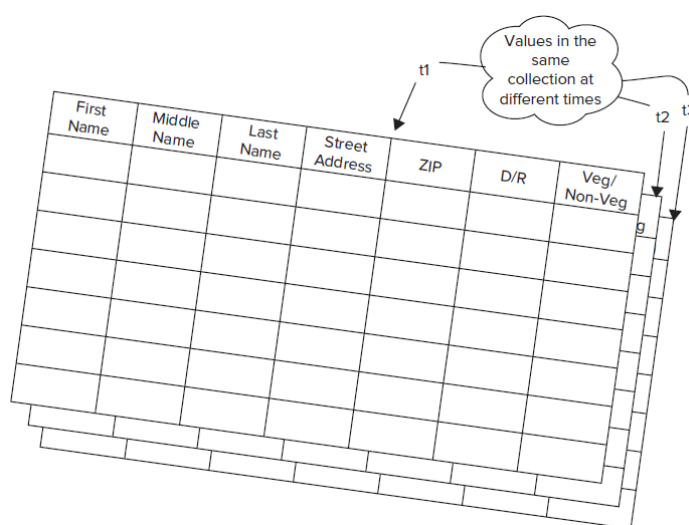 Values in the
same
collection at
different times
t1
t2
First
Name
Middle
Name
Last
Name
Street
Address
ZIP
D/R
Veg/
Non-Veg
g